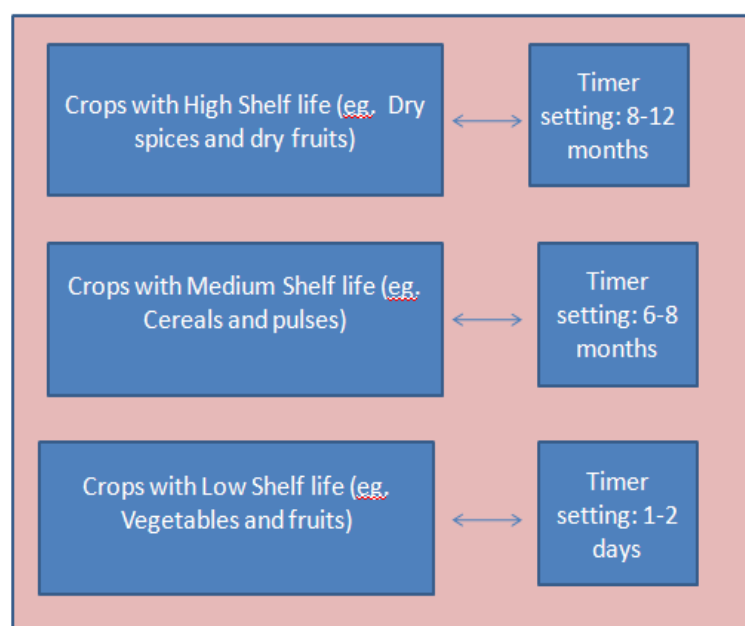 Crops with High Shelf life (eg. Dry
spices and dry fruits)
Timer
setting: 8-12
months
Crops with Medium Shelf life (eg.
Cereals and pulses)
Timer
setting: 6-8
months
Crops with Low Shelf life (eg.
Vegetables and fruits)
Timer
setting: 1-2
days